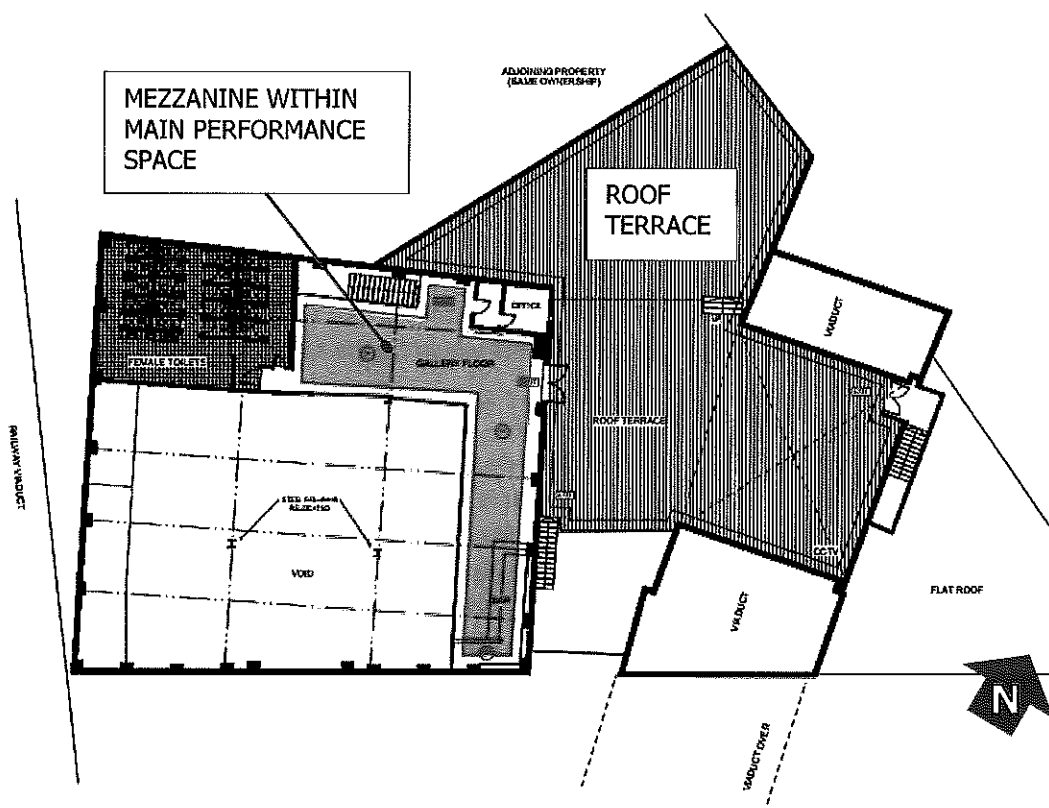 ADJOINING PROPERTY
(SAME OWNERSHIP)
MEZZANINE WITHIN
MAIN PERFORMANCE
SPACE
ROOF
TERRACE
OFFICE
VIADUCT
FEMALE TOILETS
GALLERY FLOOR
ROOF TERRACE
RAILWAY VIADUCT
VOID
CCTV
VIADUCT
FLAT ROOF
N
VIADUCT OVER